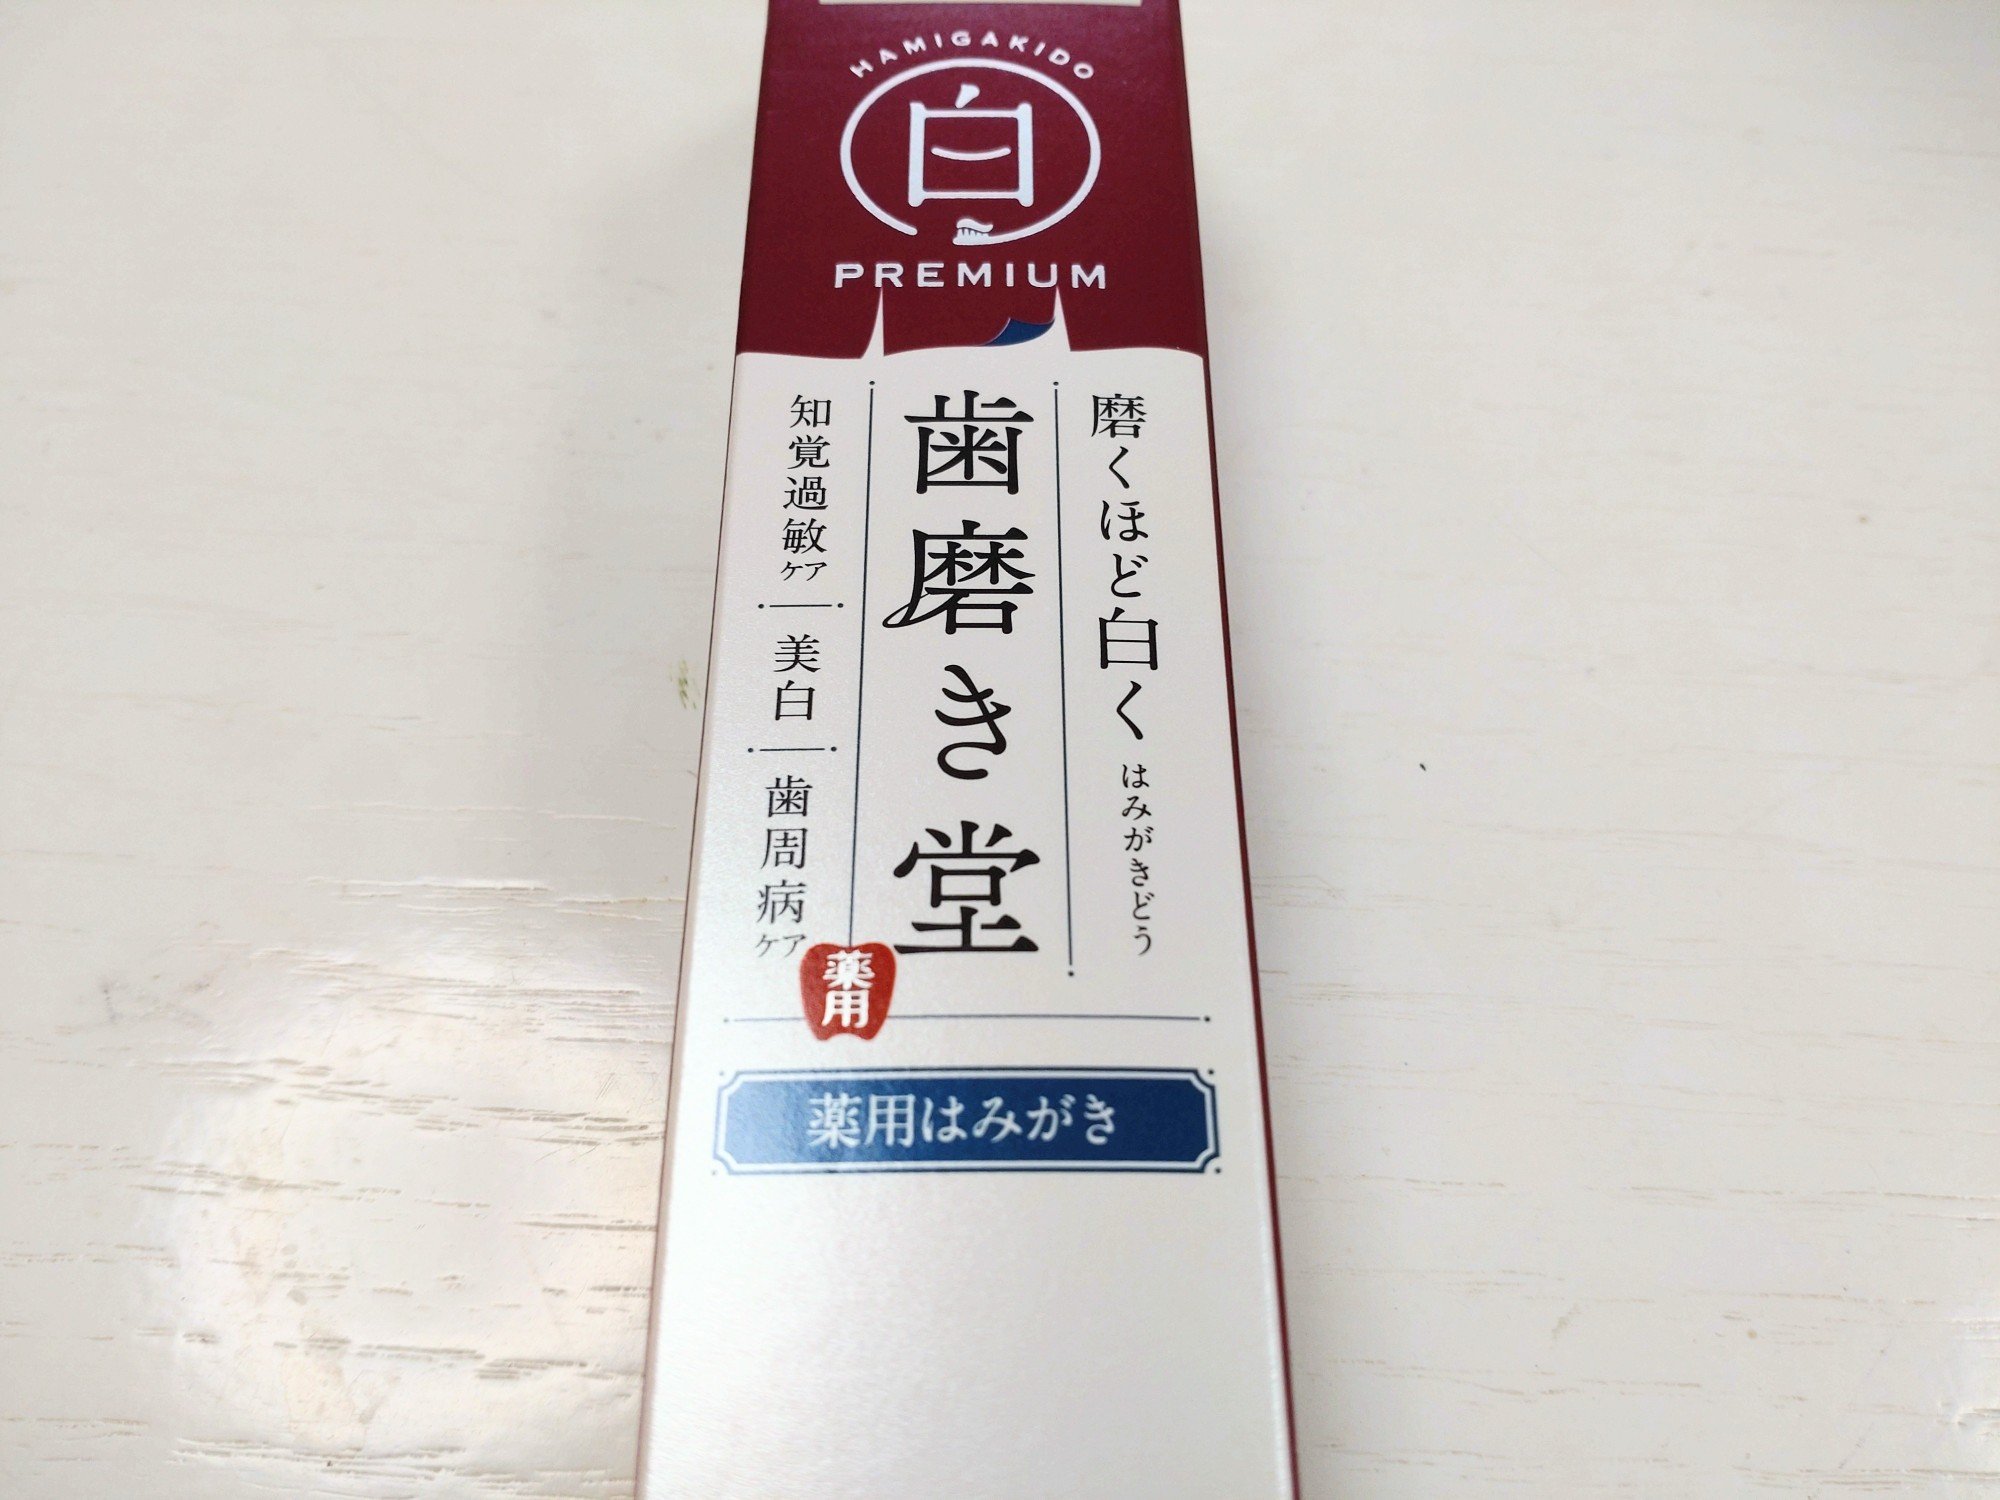 HAMIGAKIDO
白
PREMIUM
磨くほど白く はみがきどう
歯磨き堂
知覚過敏ケア
美白
歯周病ケア
薬用
薬用はみがき